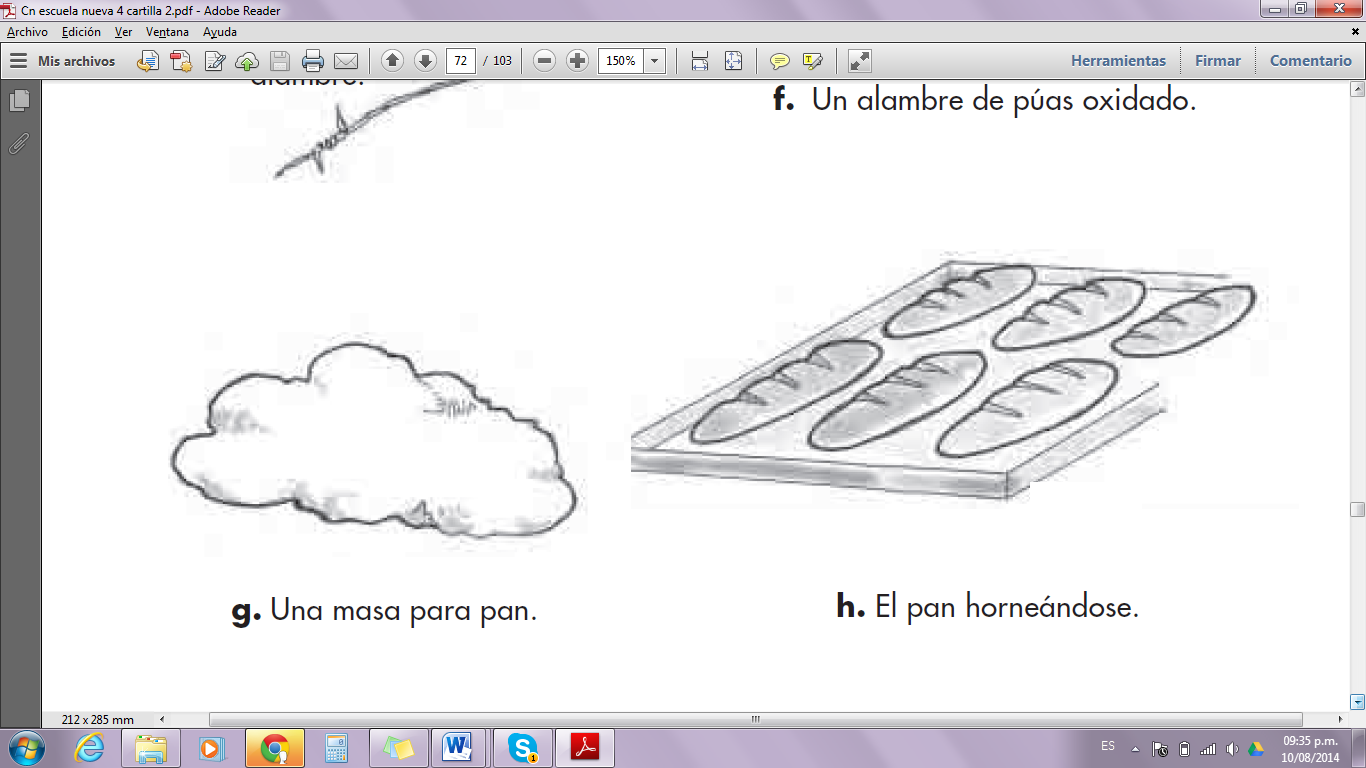 Cn escuela nueva 4 cartilla 2.pdf - Adobe Reader
Archivo Edición Ver Ventana Ayuda
Mis archivos 72 / 103 150% Herramientas Firmar Comentario
alambre.
f. Un alambre de púas oxidado.
g. Una masa para pan.
h. El pan horneándose.
212 x 285 mm
ES 09:35 p.m.
10/08/2014